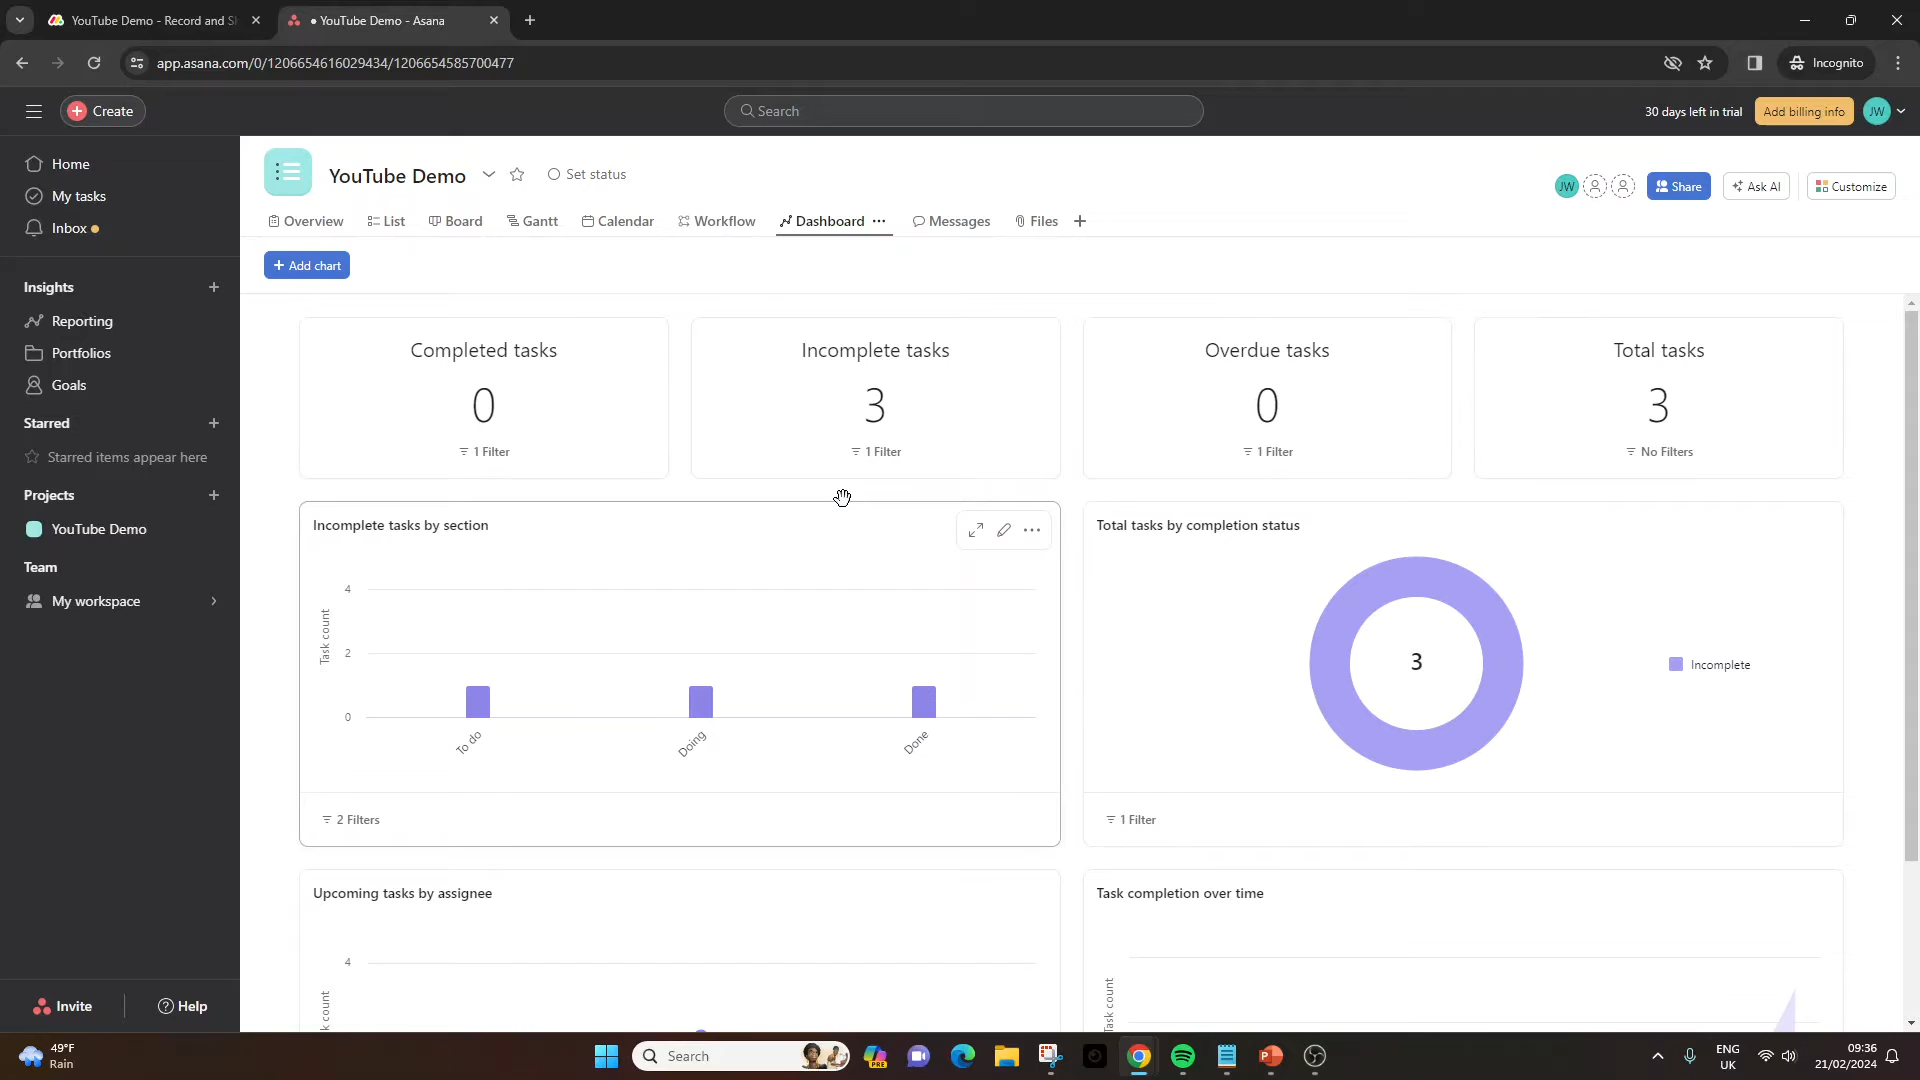 YouTube Demo - Record and Sh
• YouTube Demo - Asana
app.asana.com/0/1206654616029434/1206654585700477
Incognito
Create
Search
30 days left in trial
Add billing info
JW
Home
My tasks
Inbox
Insights
Reporting
Portfolios
Goals
Starred
Starred items appear here
Projects
YouTube Demo
Team
My workspace
Invite
Help
YouTube Demo
Set status
JW
Share
Ask AI
Customize
Overview
List
Board
Gantt
Calendar
Workflow
Dashboard
Messages
Files
+ Add chart
Completed tasks
0
1 Filter
Incomplete tasks
3
1 Filter
Overdue tasks
0
1 Filter
Total tasks
3
No Filters
Incomplete tasks by section
Task count
4
2
0
To do
Doing
Done
2 Filters
Total tasks by completion status
3
Incomplete
1 Filter
Upcoming tasks by assignee
4
k count
Task completion over time
Task count
49°F
Rain
Search
PRE
ENG
UK
09:36
21/02/2024